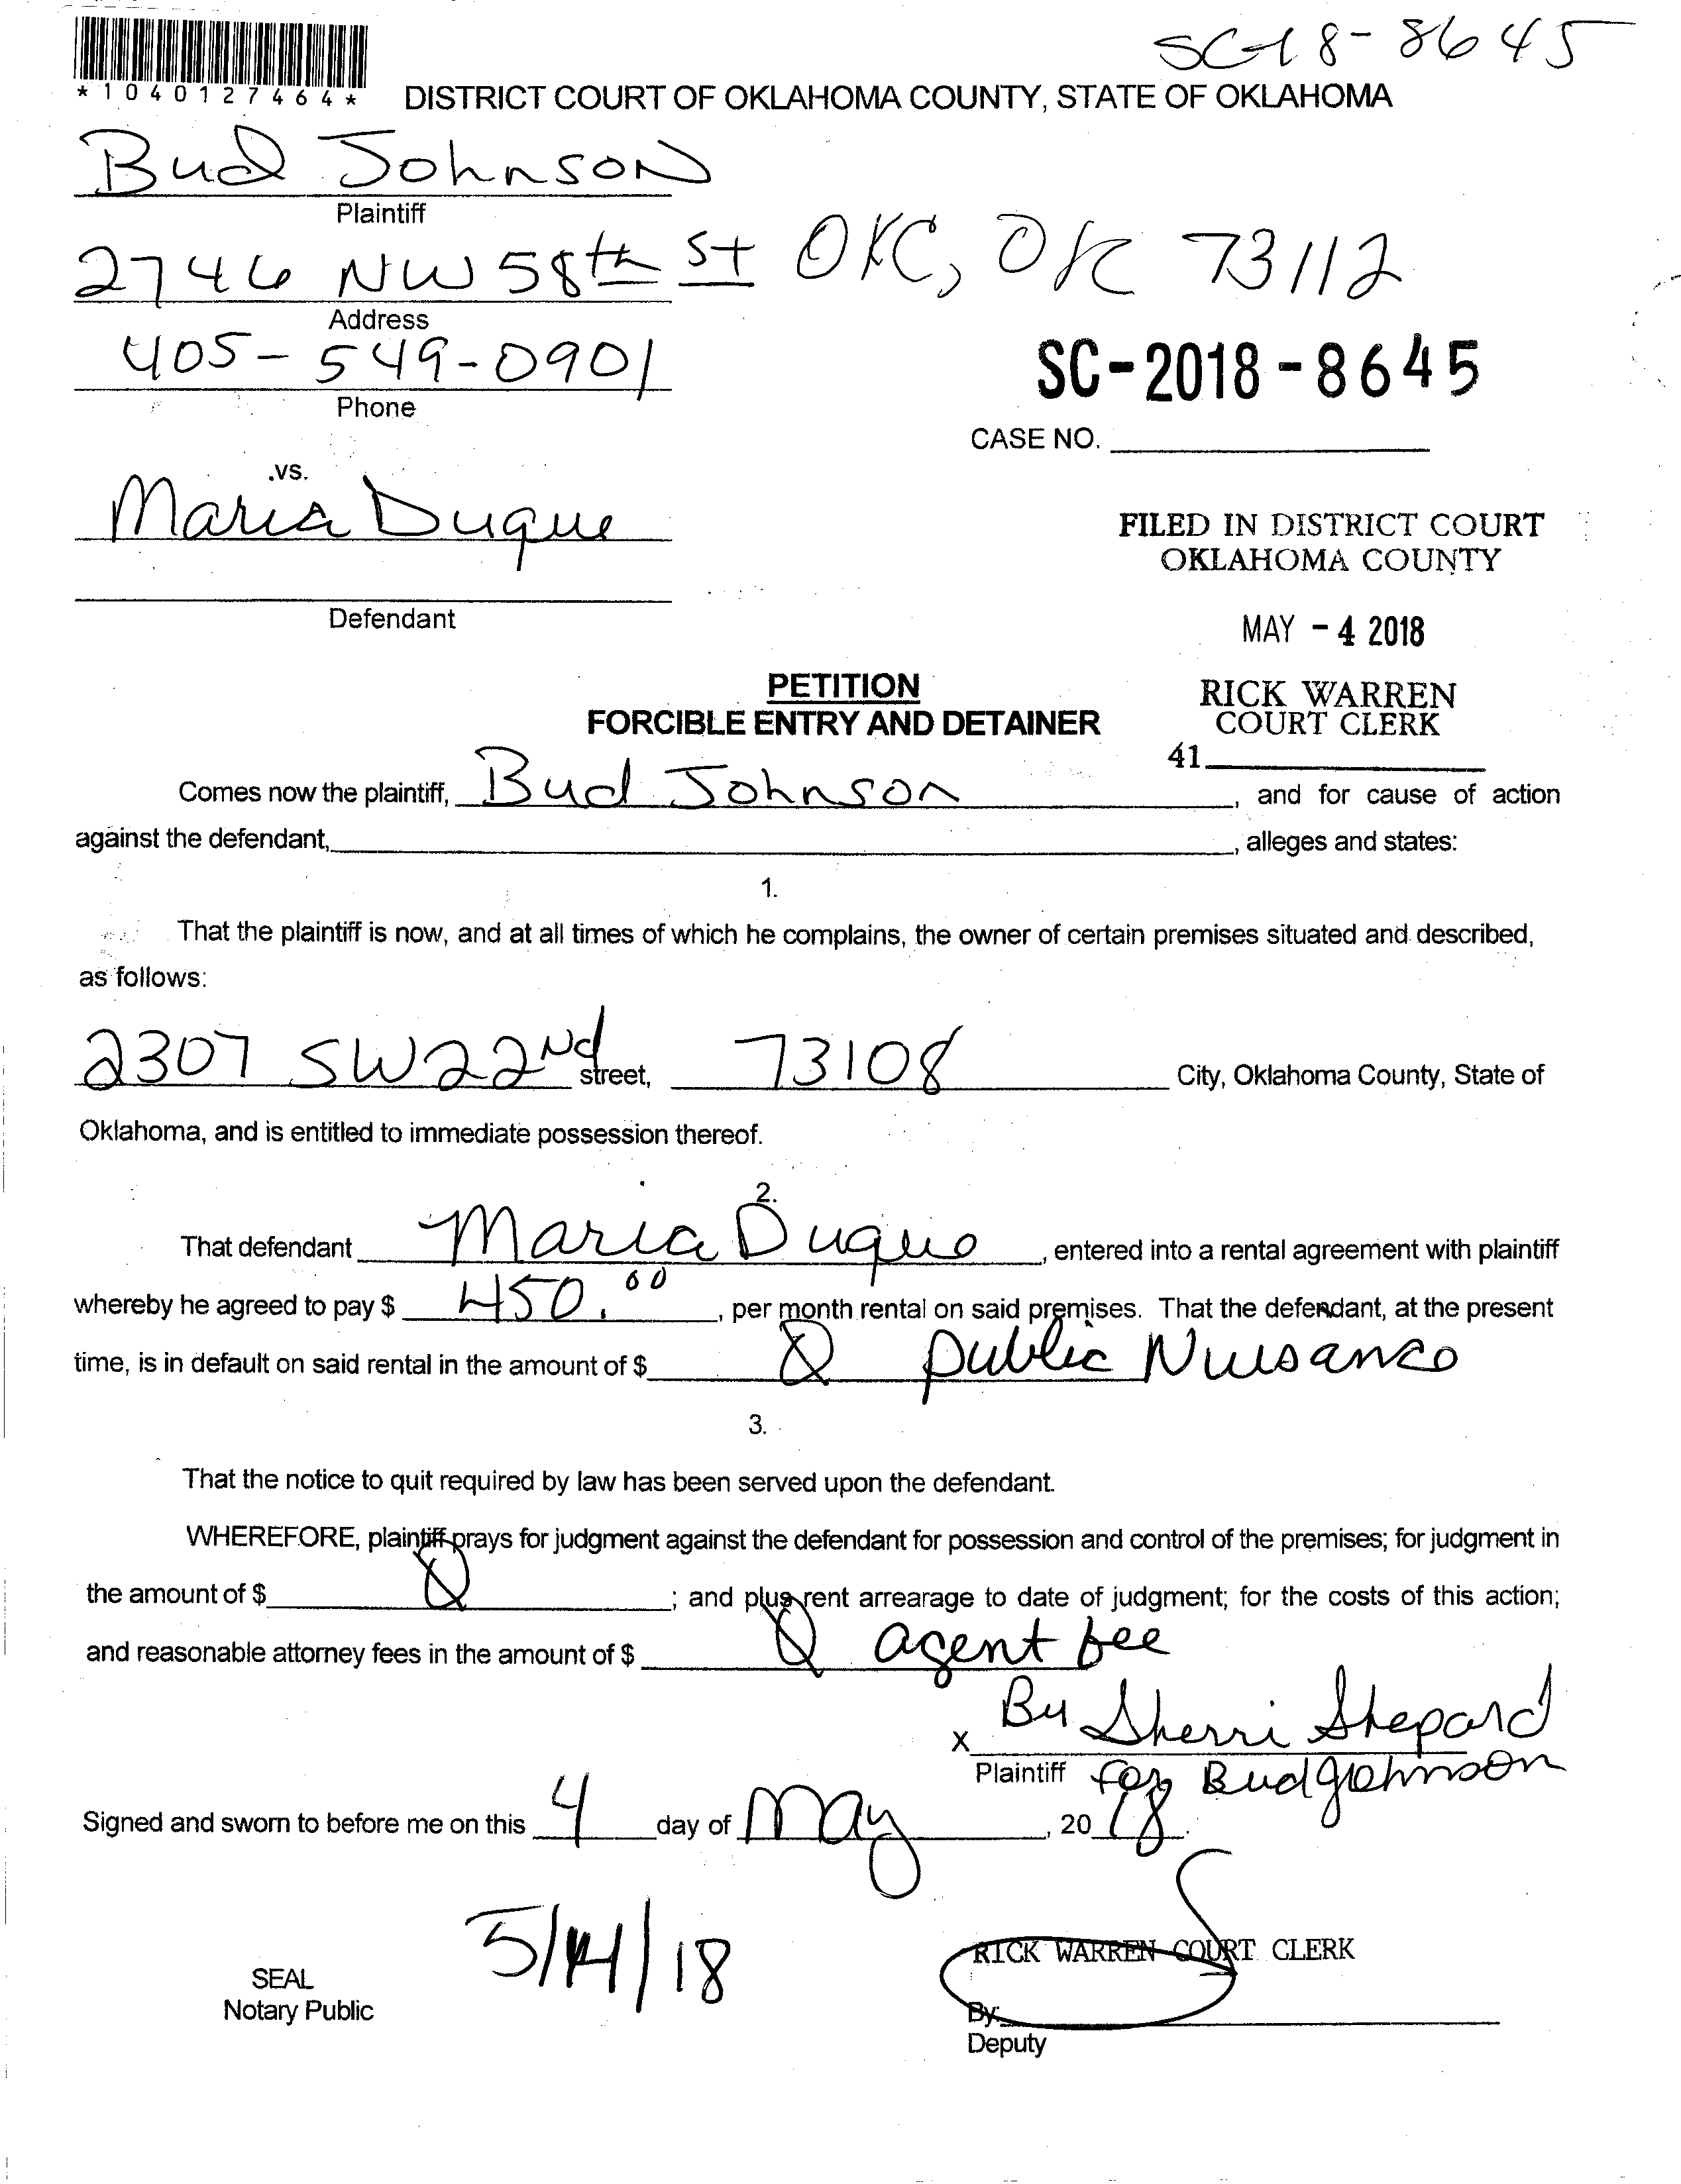 SC-18-8645
*1040127464*
DISTRICT COURT OF OKLAHOMA COUNTY, STATE OF OKLAHOMA
Bud Johnson
Plaintiff
2746 NW 58th St OKC, OK 73112
Address
405-549-0901
Phone
SC-2018-8645
CASE NO.
.vs.
Maria Duque
FILED IN DISTRICT COURT
OKLAHOMA COUNTY
Defendant
MAY - 4 2018
PETITION
FORCIBLE ENTRY AND DETAINER
RICK WARREN
COURT CLERK
41
Comes now the plaintiff, Bud Johnson, and for cause of action
against the defendant, , alleges and states:
1.
That the plaintiff is now, and at all times of which he complains, the owner of certain premises situated and described,
as follows:
2307 SW 22nd street, 73108 City, Oklahoma County, State of
Oklahoma, and is entitled to immediate possession thereof.
2.
That defendant Maria Duque, entered into a rental agreement with plaintiff
whereby he agreed to pay $ 450.00, per month rental on said premises. That the defendant, at the present
time, is in default on said rental in the amount of $ 0 public Nuisance
3.
That the notice to quit required by law has been served upon the defendant.
WHEREFORE, plaintiff prays for judgment against the defendant for possession and control of the premises; for judgment in
the amount of $ 0; and plus rent arrearage to date of judgment; for the costs of this action;
and reasonable attorney fees in the amount of $ 0 agent fee
By Sherri Shepard
X
Plaintiff for Bud Johnson
Signed and sworn to before me on this 4 day of May, 2018.
5/14/18
RICK WARREN COURT CLERK
SEAL
Notary Public
By:
Deputy